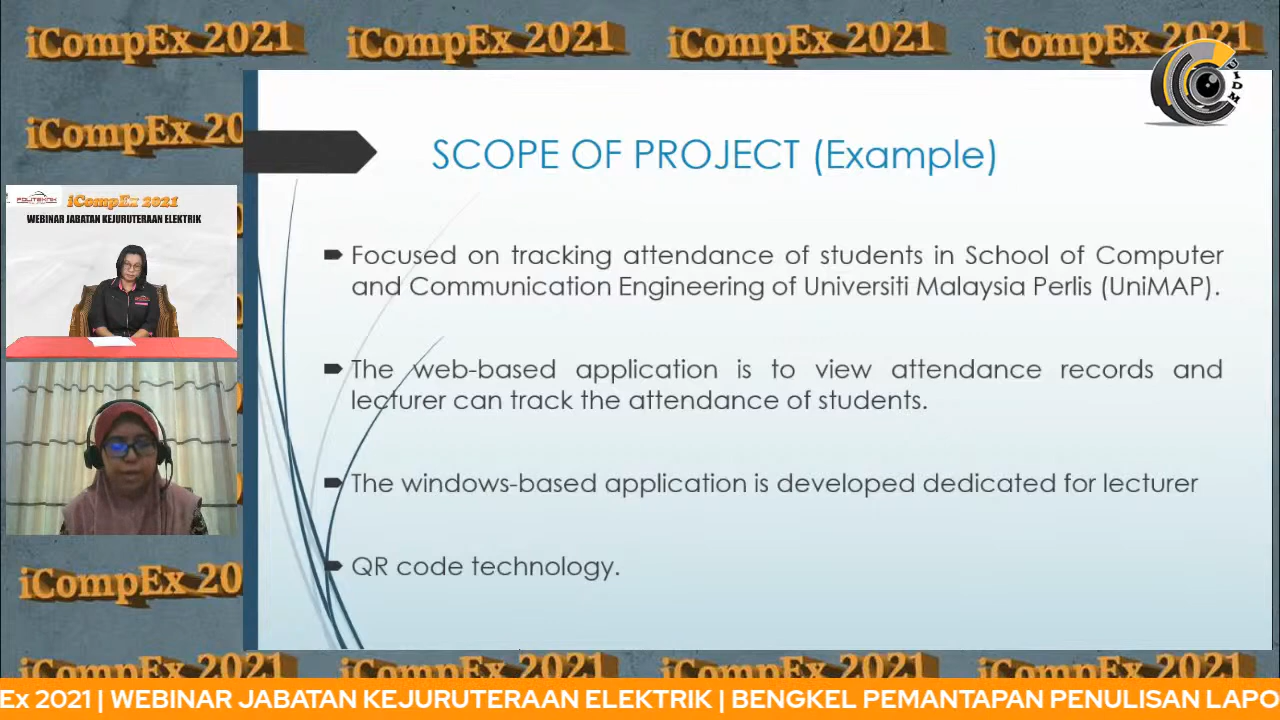 iCompEx 2021 iCompEx 2021 iCompEx 2021 iCompEx 2021
UIDM
iCompEx 20
SCOPE OF PROJECT (Example)
POLITEKNIK iCompEx 2021
WEBINAR JABATAN KEJURUTERAAN ELEKTRIK
Focused on tracking attendance of students in School of Computer
and Communication Engineering of Universiti Malaysia Perlis (UniMAP).
The web-based application is to view attendance records and
lecturer can track the attendance of students.
The windows-based application is developed dedicated for lecturer
QR code technology.
iCompEx 20
iCompEx 2021 iCompEx 2021 iCompEx 2021 iCompEx 2021
Ex 2021 | WEBINAR JABATAN KEJURUTERAAN ELEKTRIK | BENGKEL PEMANTAPAN PENULISAN LAPO